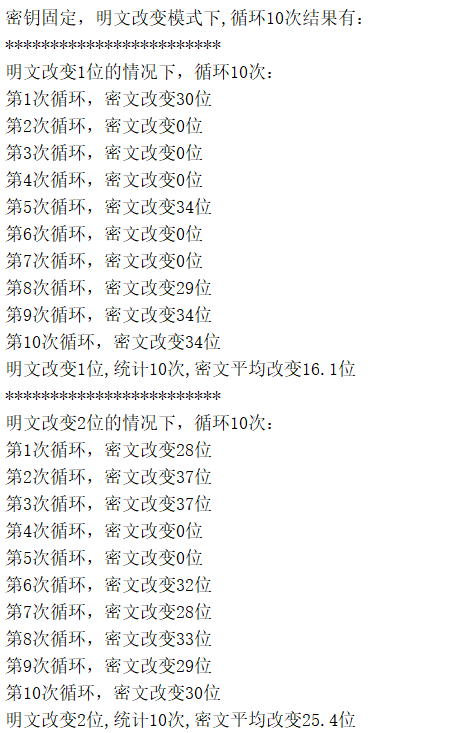 密钥固定，明文改变模式下,循环10次结果有：
************************
明文改变1位的情况下，循环10次：
第1次循环，密文改变30位
第2次循环，密文改变0位
第3次循环，密文改变0位
第4次循环，密文改变0位
第5次循环，密文改变34位
第6次循环，密文改变0位
第7次循环，密文改变0位
第8次循环，密文改变29位
第9次循环，密文改变34位
第10次循环，密文改变34位
明文改变1位,统计10次,密文平均改变16.1位
************************
明文改变2位的情况下，循环10次：
第1次循环，密文改变28位
第2次循环，密文改变37位
第3次循环，密文改变37位
第4次循环，密文改变0位
第5次循环，密文改变0位
第6次循环，密文改变32位
第7次循环，密文改变28位
第8次循环，密文改变33位
第9次循环，密文改变29位
第10次循环，密文改变30位
明文改变2位,统计10次,密文平均改变25.4位